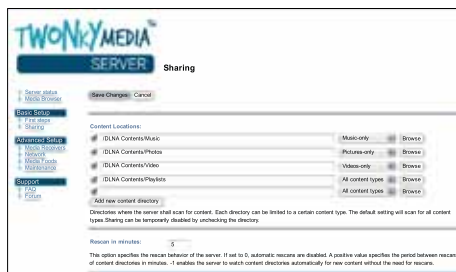 TWONKYMEDIA™
SERVER
Sharing
Server status
Media Browser
Save Changes Cancel
Basic Setup
First steps
Sharing
Content Locations:
Advanced Setup
Media Receivers
Network
Media Feeds
Maintenance
/DLNA Contents/Music Music-only Browse
/DLNA Contents/Photos Pictures-only Browse
/DLNA Contents/Video Videos-only Browse
/DLNA Contents/Playlists All content types Browse
All content types Browse
Support
FAQ
Forum
Add new content directory
Directories where the server shall scan for content. Each directory can be limited to a certain content type. The default setting will scan for all content
types.Sharing can be temporarily disabled by unchecking the directory.
Rescan in minutes: 5
This option specifies the rescan behavior of the server. If set to 0, automatic rescans are disabled. A positive value specifies the period between rescans
of content directories in minutes. -1 enables the server to watch content directories automatically for new content without the need for rescans.